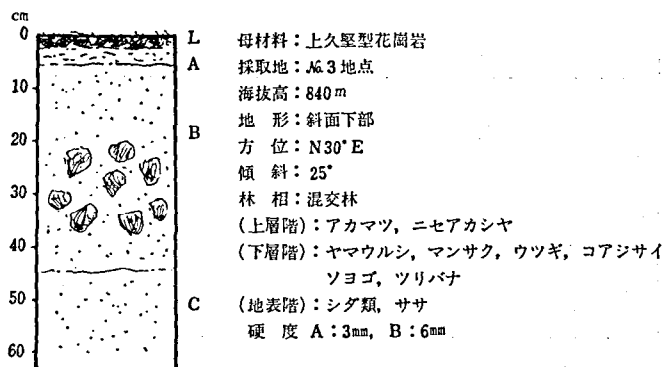 cm
0
10
20
30
40
50
60
L
A
B
C
母材料：上久堅型花崗岩
採取地：№3地点
海抜高：840m
地 形：斜面下部
方 位：N30°E
傾 斜：25°
林 相：混交林
(上層階)：アカマツ，ニセアカシヤ
(下層階)：ヤマウルシ，マンサク，ウツギ，コアジサイ
ソヨゴ，ツリバナ
(地表階)：シダ類，ササ
硬 度 A：3mm，B：6mm